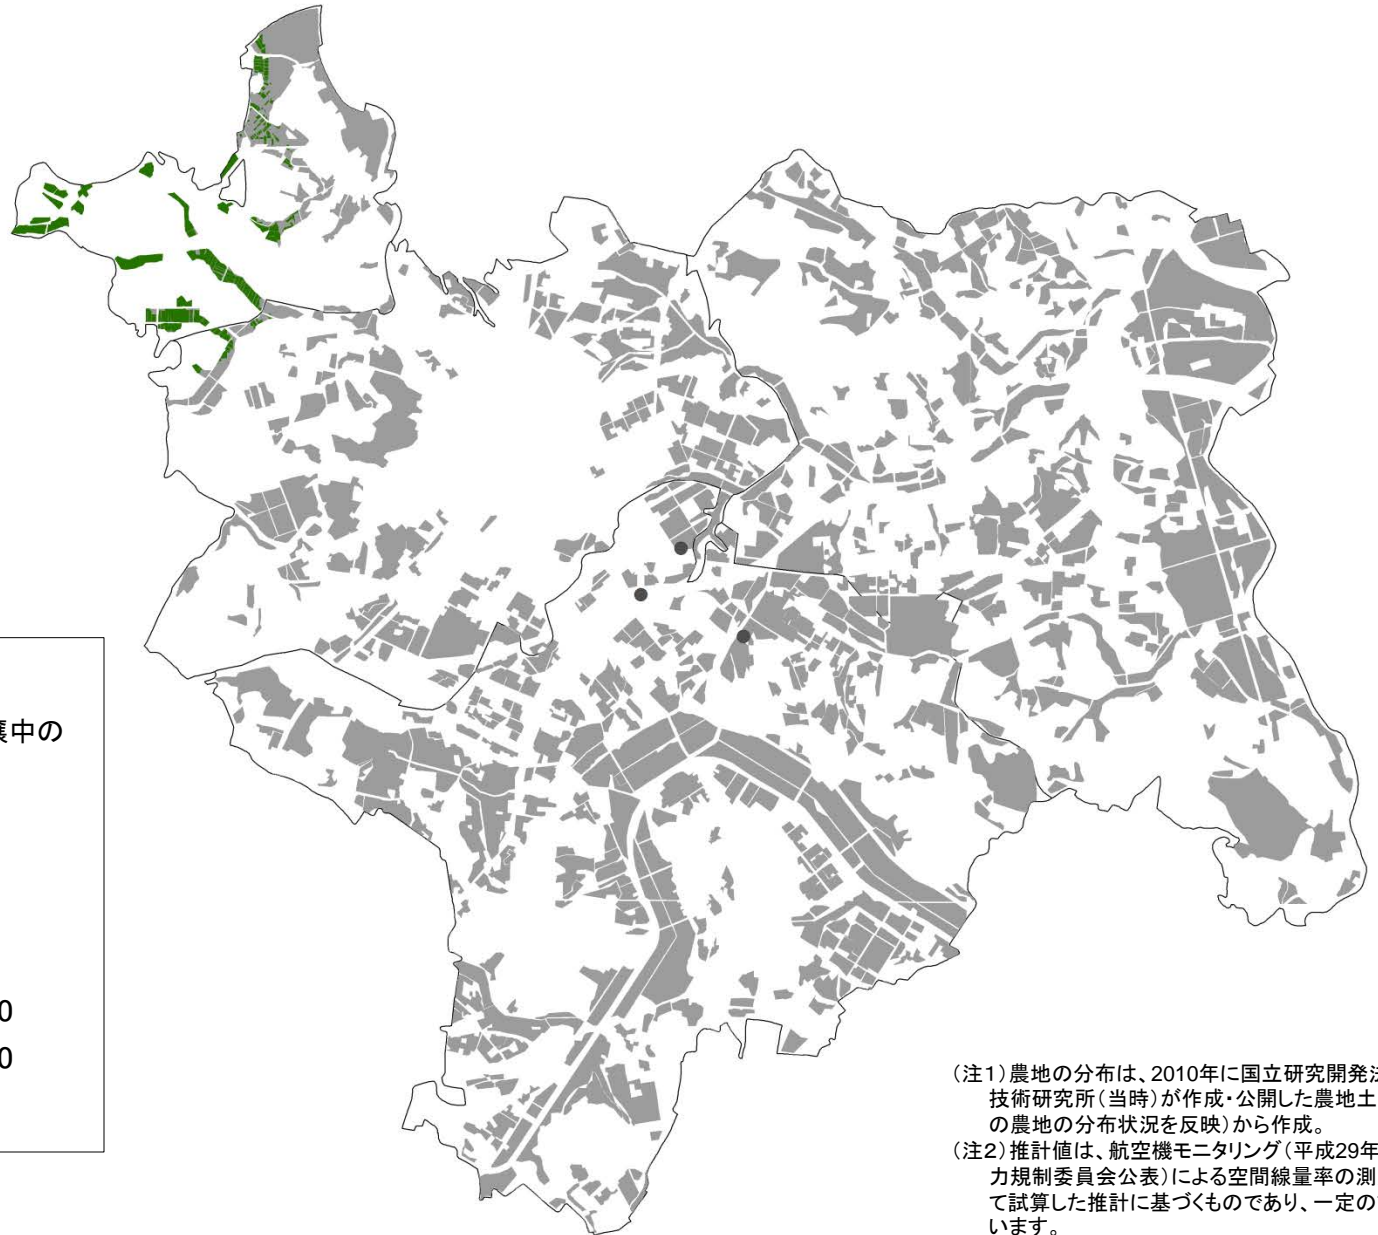 壌中の
0
0
（注1）農地の分布は、2010年に国立研究開発法
技術研究所（当時）が作成・公開した農地土
の農地の分布状況を反映）から作成。
（注2）推計値は、航空機モニタリング（平成29年
力規制委員会公表）による空間線量率の測
て試算した推計に基づくものであり、一定の
います。